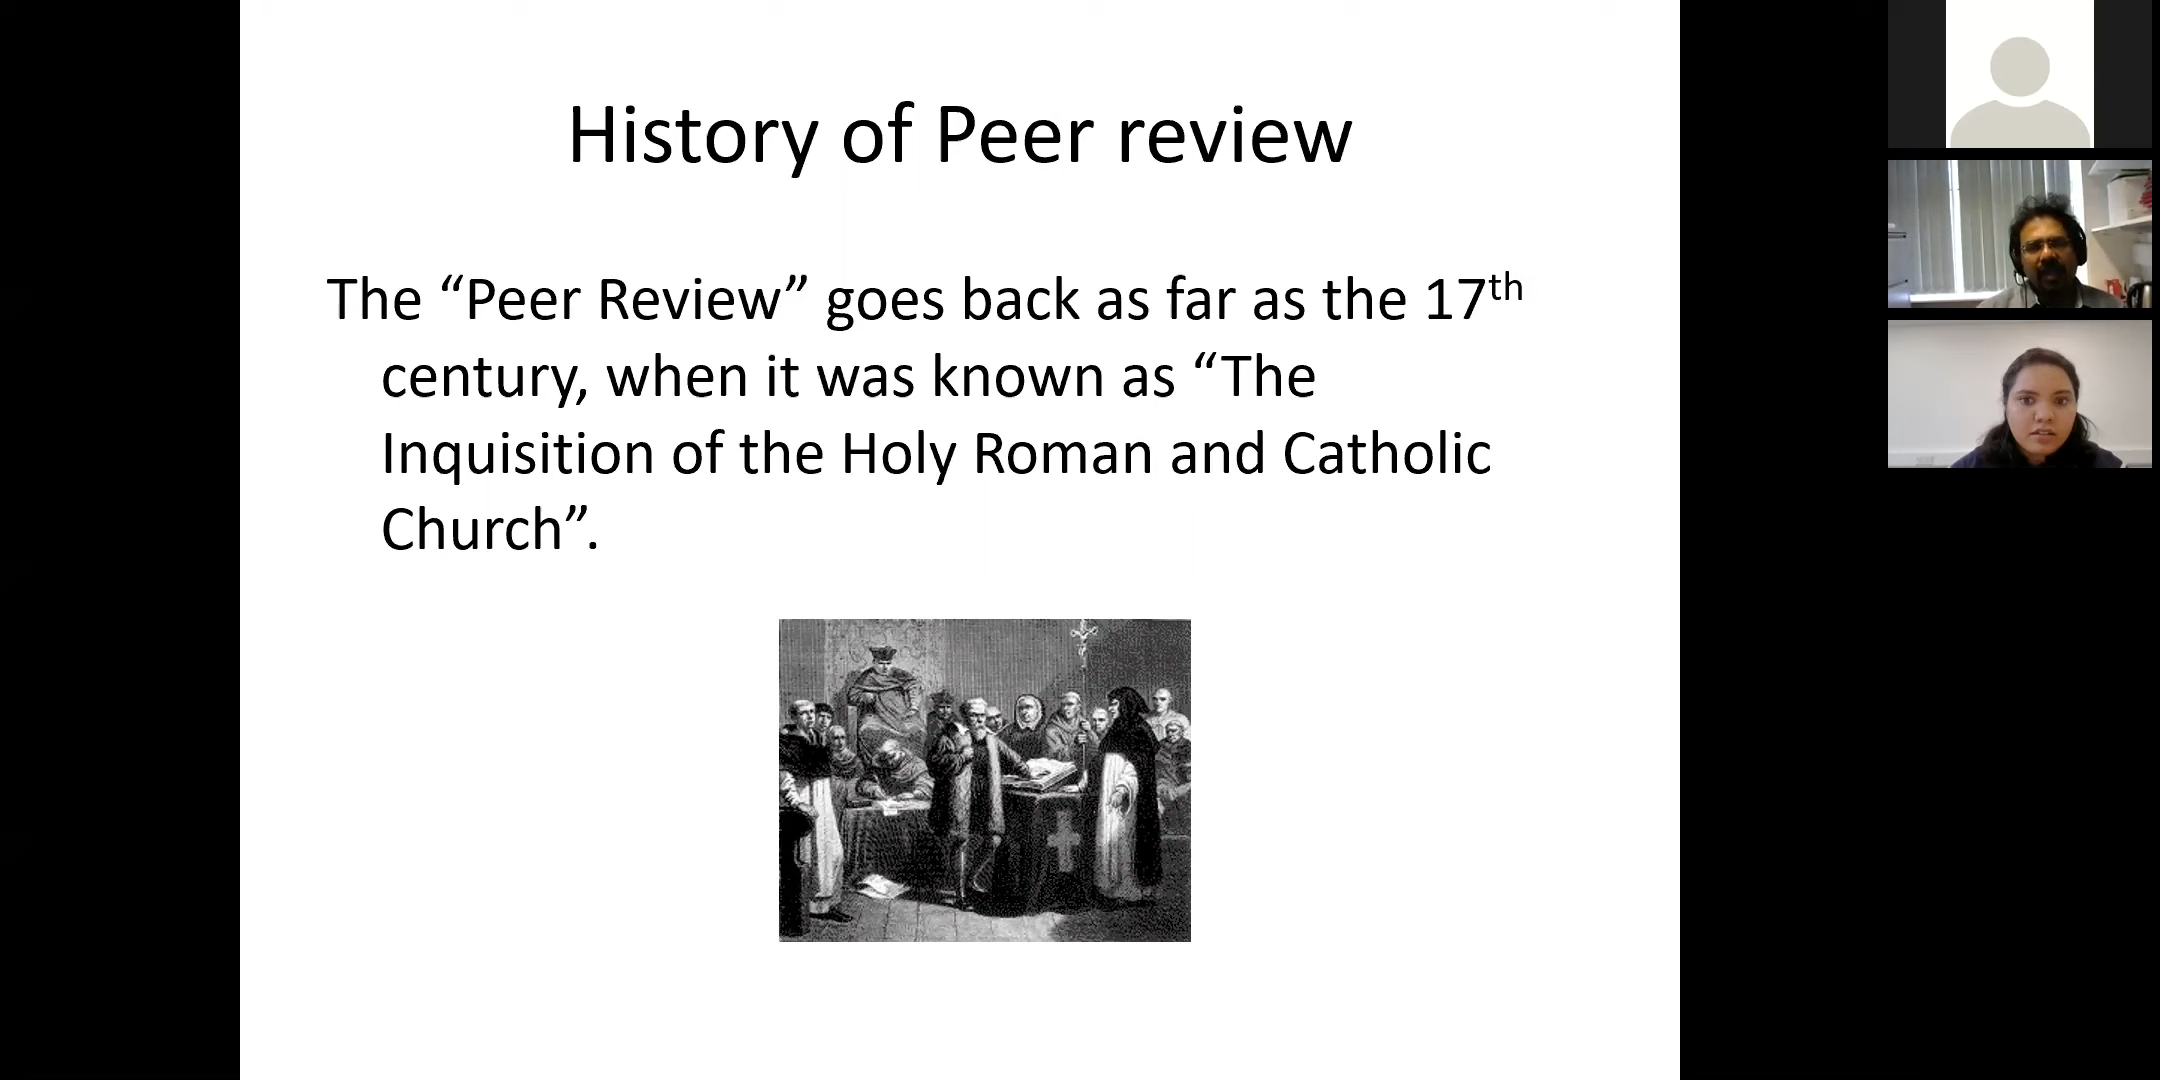 History of Peer review
The “Peer Review” goes back as far as the 17th
century, when it was known as “The
Inquisition of the Holy Roman and Catholic
Church”.